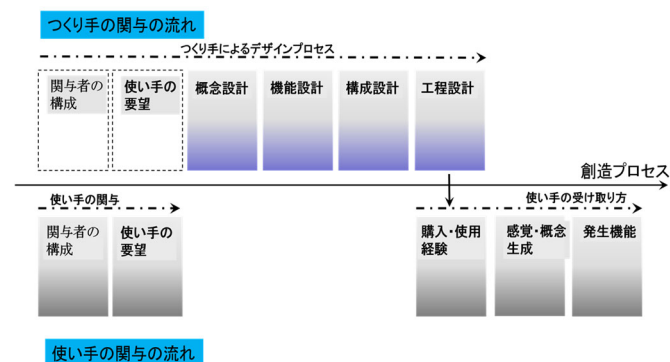 つくり手の関与の流れ
つくり手によるデザインプロセス
関与者の
構成
使い手の
要望
概念設計
機能設計
構成設計
工程設計
創造プロセス
使い手の関与
使い手の受け取り方
関与者の
構成
使い手の
要望
購入・使用
経験
感覚・概念
生成
発生機能
使い手の関与の流れ